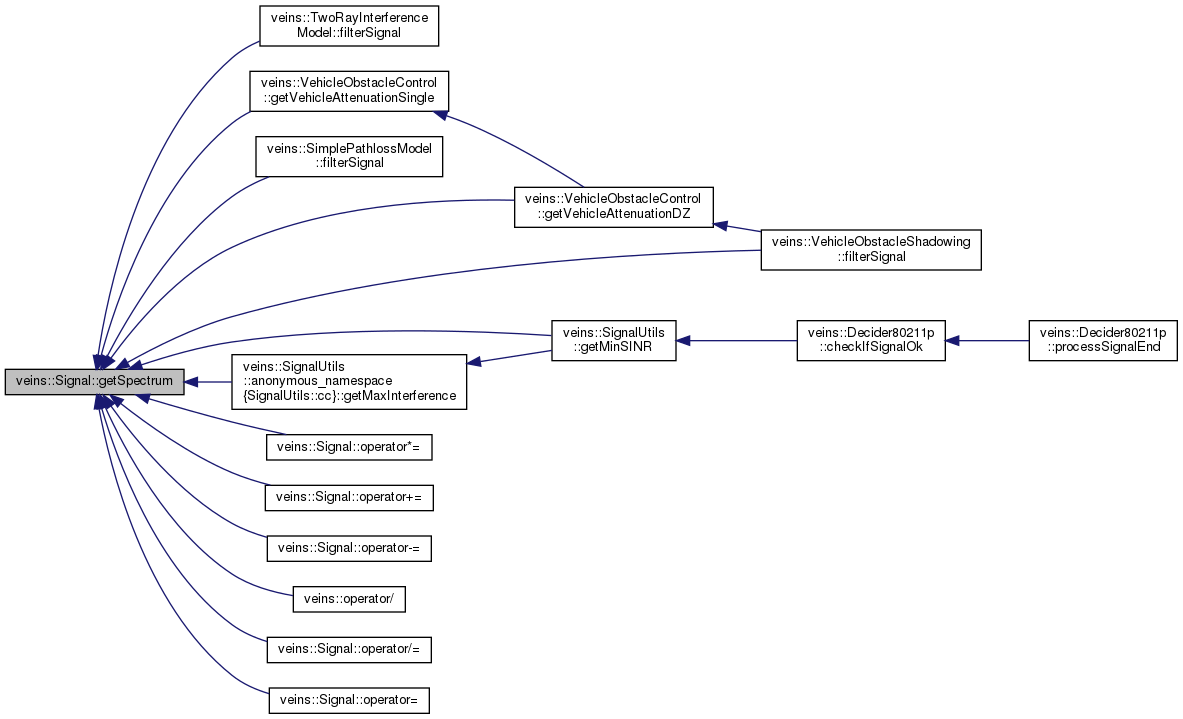 veins::TwoRayInterference
Model::filterSignal
veins::VehicleObstacleControl
::getVehicleAttenuationSingle
veins::SimplePathlossModel
::filterSignal
veins::VehicleObstacleControl
::getVehicleAttenuationDZ
veins::VehicleObstacleShadowing
::filterSignal
veins::SignalUtils
::getMinSINR
veins::Decider80211p
::checkIfSignalOk
veins::Decider80211p
::processSignalEnd
veins::Signal::getSpectrum
veins::SignalUtils
::anonymous_namespace
{SignalUtils::cc}::getMaxInterference
veins::Signal::operator*=
veins::Signal::operator+=
veins::Signal::operator-=
veins::operator/
veins::Signal::operator/=
veins::Signal::operator=